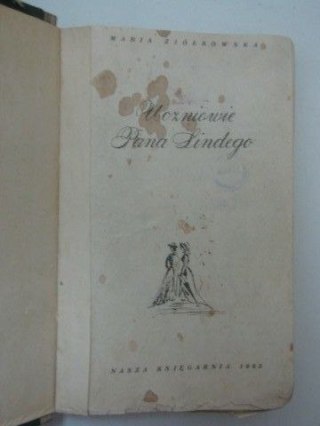 MARIA ZIÓŁKOWSKA
Uczniowie
Pana Lindego
NASZA KSIĘGARNIA 1962